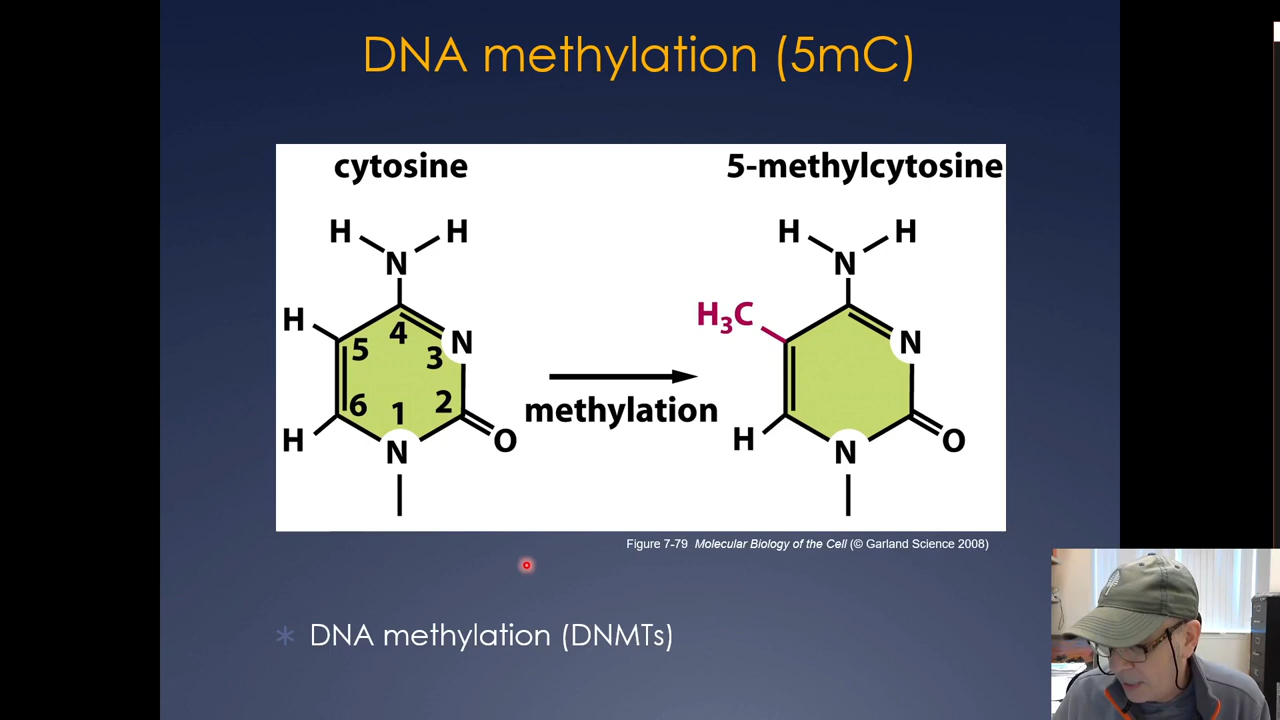 DNA methylation (5mC)
cytosine
5-methylcytosine
H H
N
H
4
5
N
3
6
1
2
H
N
O
methylation
H H
N
H3C
N
H
N
O
Figure 7-79 Molecular Biology of the Cell (© Garland Science 2008)
* DNA methylation (DNMTs)